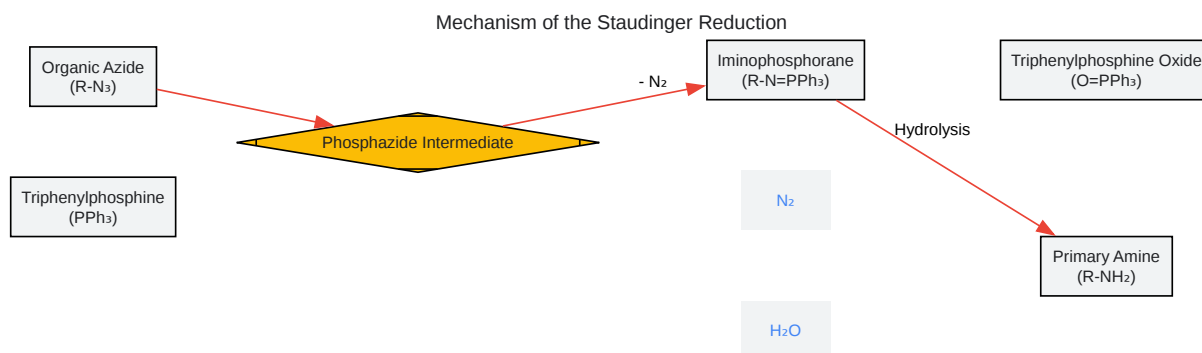 Mechanism of the Staudinger Reduction
Organic Azide
(R-N₃)
Triphenylphosphine
(PPh₃)
Phosphazide Intermediate
- N₂
Iminophosphorane
(R-N=PPh₃)
N₂
H₂O
Hydrolysis
Triphenylphosphine Oxide
(O=PPh₃)
Primary Amine
(R-NH₂)